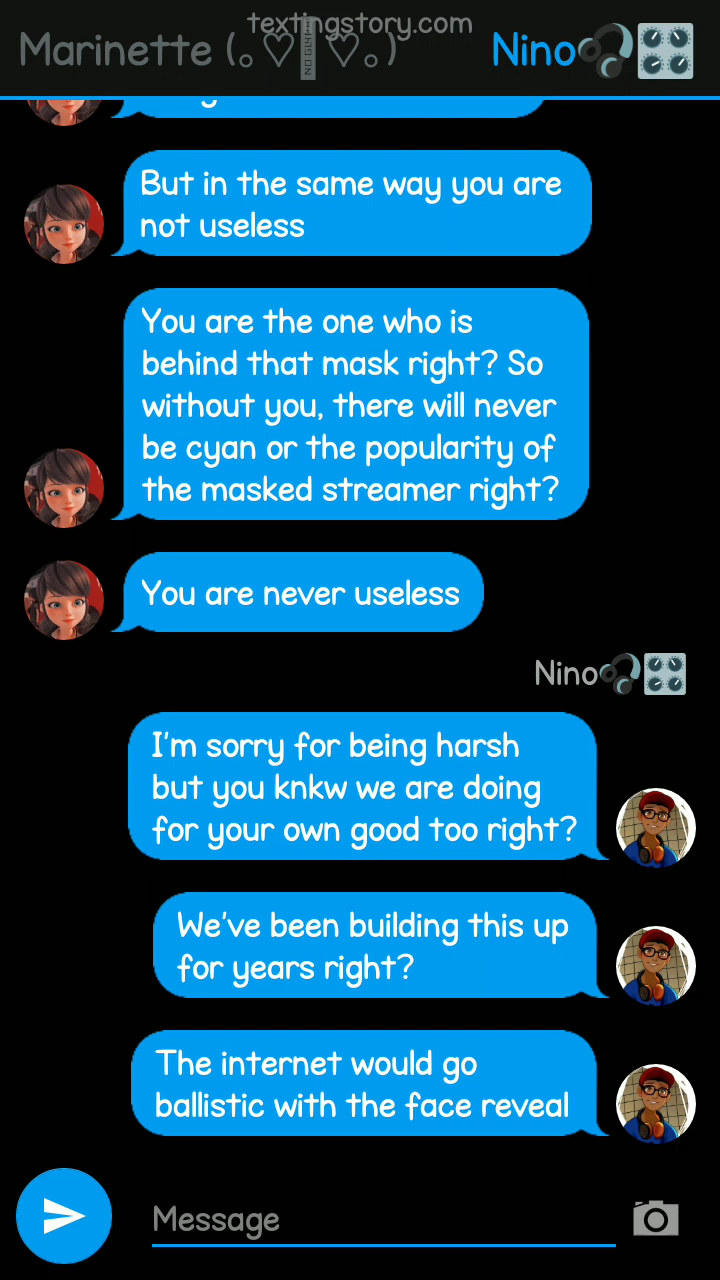 textingstory.com
Marinette (｡♡ ♡｡)
Nino
But in the same way you are
not useless
You are the one who is
behind that mask right? So
without you, there will never
be cyan or the popularity of
the masked streamer right?
You are never useless
Nino
I'm sorry for being harsh
but you knkw we are doing
for your own good too right?
We've been building this up
for years right?
The internet would go
ballistic with the face reveal
Message